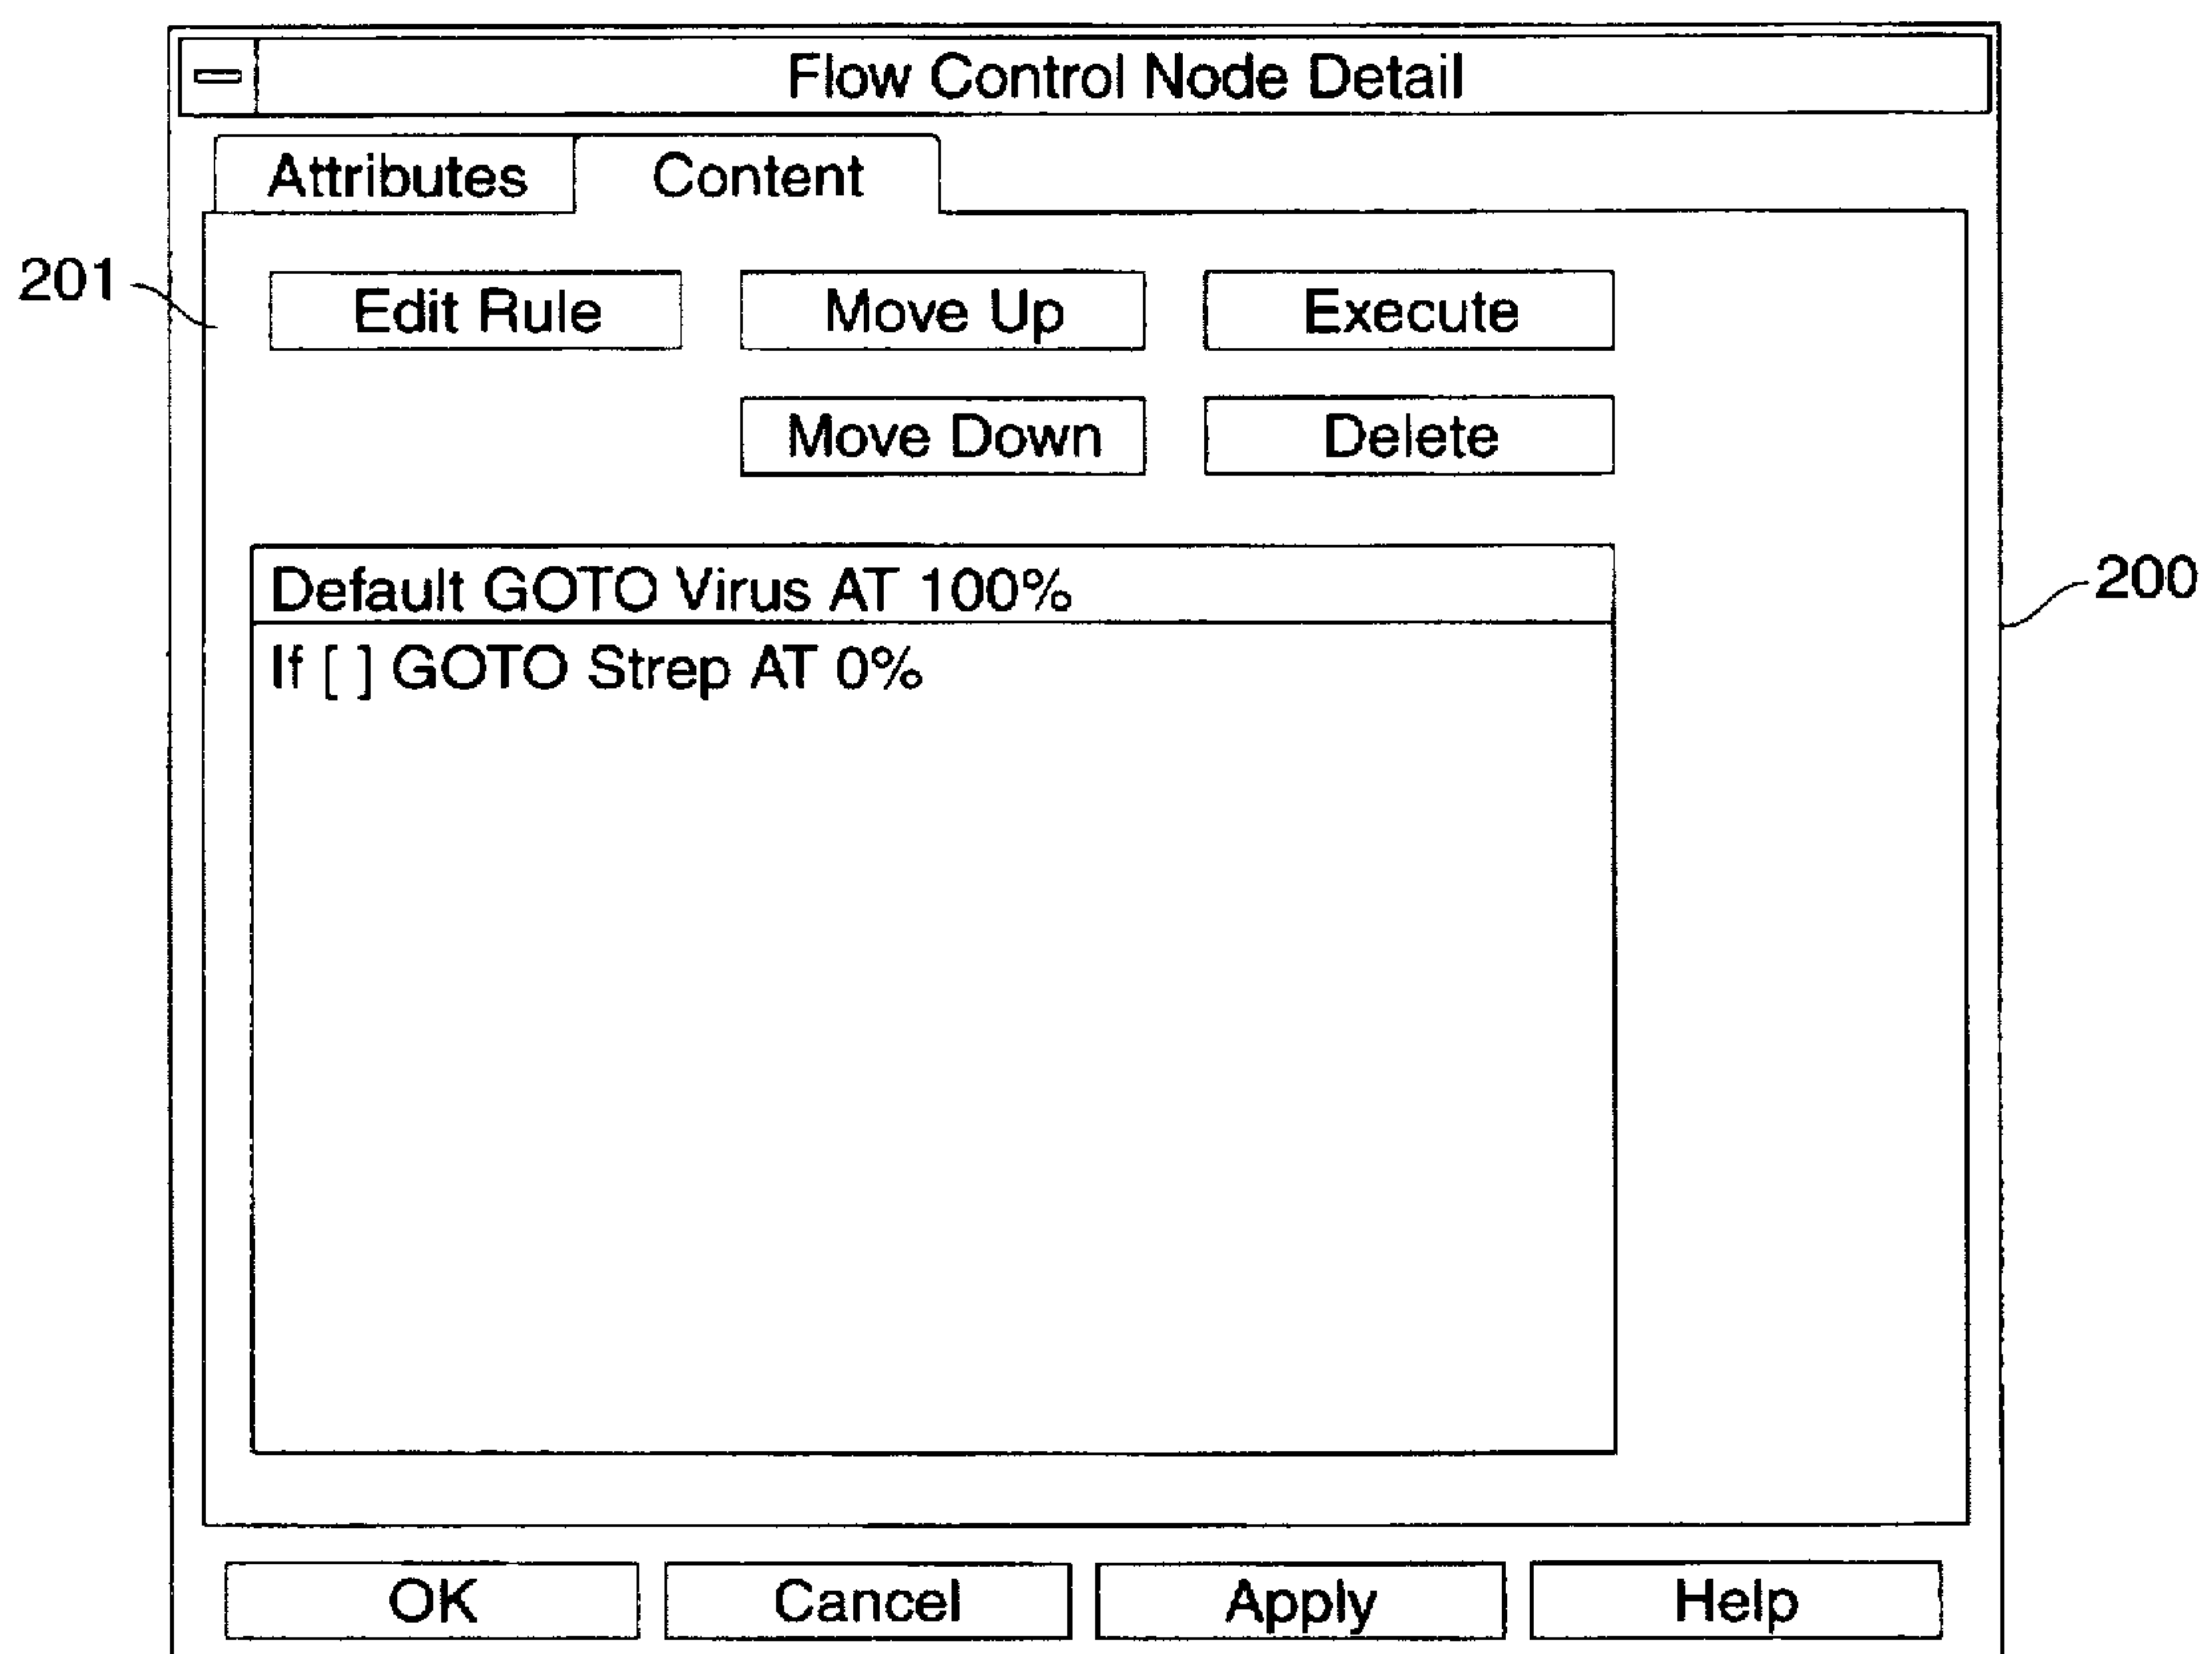 Flow Control Node Detail
Attributes Content
201
Edit Rule Move Up Execute
Move Down Delete
Default GOTO Virus AT 100%
200
If [ ] GOTO Strep AT 0%
OK Cancel Apply Help